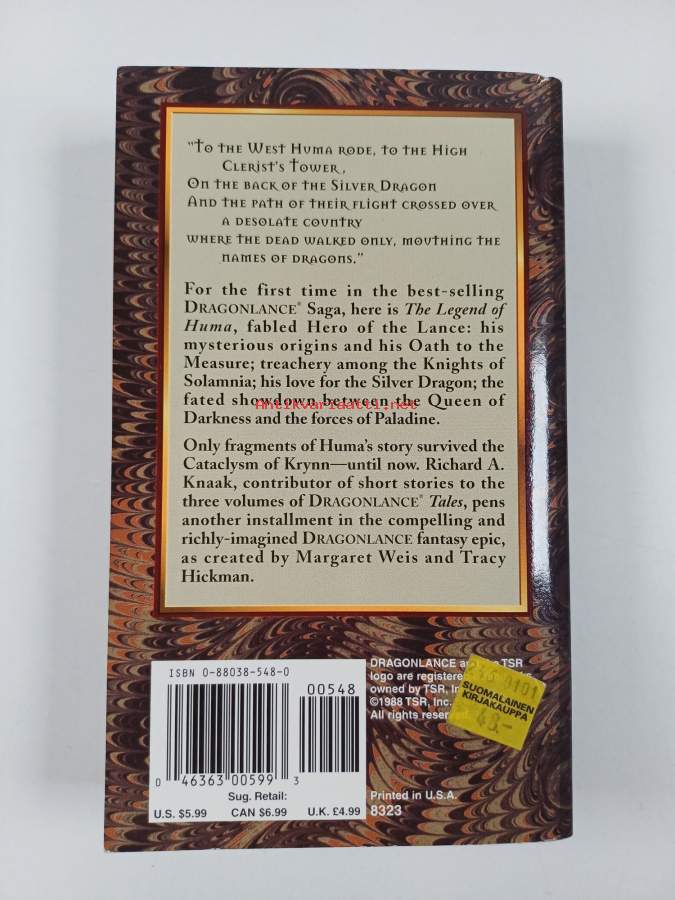 "To the West Huma rode, to the High
Clerist's Tower,
On the back of the Silver Dragon
And the path of their flight crossed over
a desolate country
where the dead walked only, mouthing the
names of dragons."
For the first time in the best-selling
DRAGONLANCE® Saga, here is The Legend of
Huma, fabled Hero of the Lance: his
mysterious origins and his Oath to the
Measure; treachery among the Knights of
Solamnia; his love for the Silver Dragon; the
fated showdown between the Queen of
Antikvariaatti.net
Darkness and the forces of Paladine.
Only fragments of Huma's story survived the
Cataclysm of Krynn—until now. Richard A.
Knaak, contributor of short stories to the
three volumes of DRAGONLANCE® Tales, pens
another installment in the compelling and
richly-imagined DRAGONLANCE fantasy epic,
as created by Margaret Weis and Tracy
Hickman.
ISBN 0-88038-548-0
00548
0 46363 00599 3
Sug. Retail:
U.S. $5.99 CAN $6.99 U.K. £4.99
DRAGONLANCE TSR
logo are registered
owned by TSR,
©1988 TSR, Inc.
All rights
0101
SUOMALAINEN
KIRJAKAUPPA
48.-
Printed in U.S.A.
8323